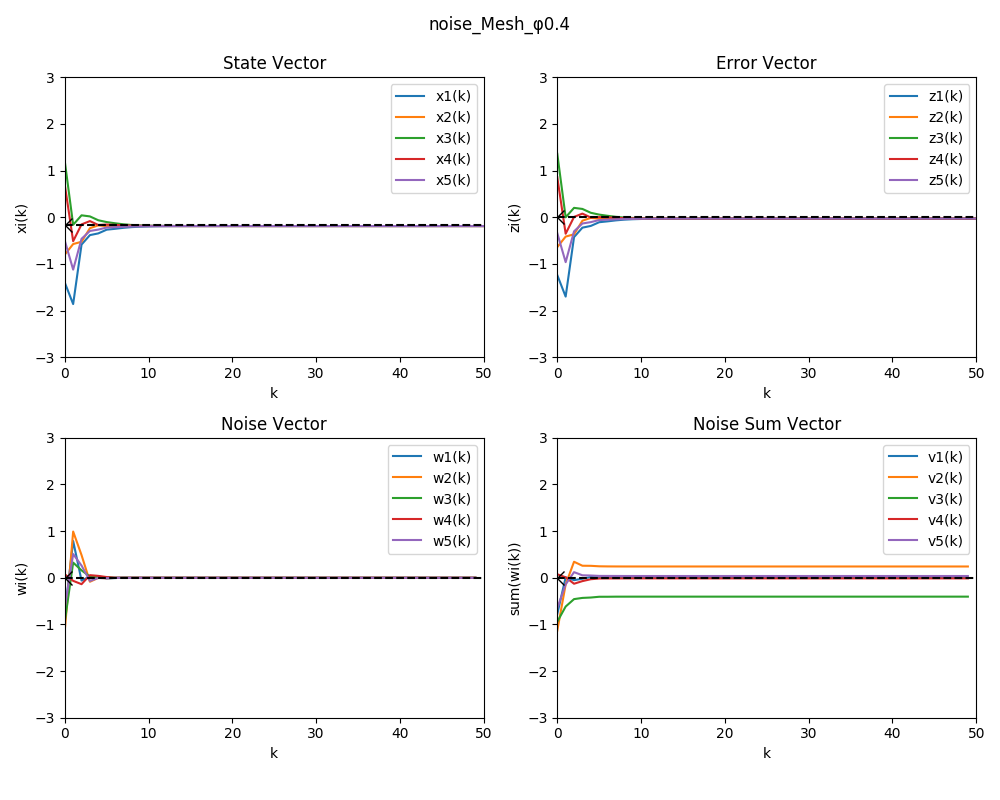 noise_Mesh_φ0.4
State Vector
3
2
1
0
−1
−2
−3
xi(k)
0
10
20
30
40
50
k
x1(k)
x2(k)
x3(k)
x4(k)
x5(k)
Error Vector
3
2
1
0
−1
−2
−3
zi(k)
0
10
20
30
40
50
k
z1(k)
z2(k)
z3(k)
z4(k)
z5(k)
Noise Vector
3
2
1
0
−1
−2
−3
wi(k)
0
10
20
30
40
50
k
w1(k)
w2(k)
w3(k)
w4(k)
w5(k)
Noise Sum Vector
3
2
1
0
−1
−2
−3
sum(wi(k))
0
10
20
30
40
50
k
v1(k)
v2(k)
v3(k)
v4(k)
v5(k)